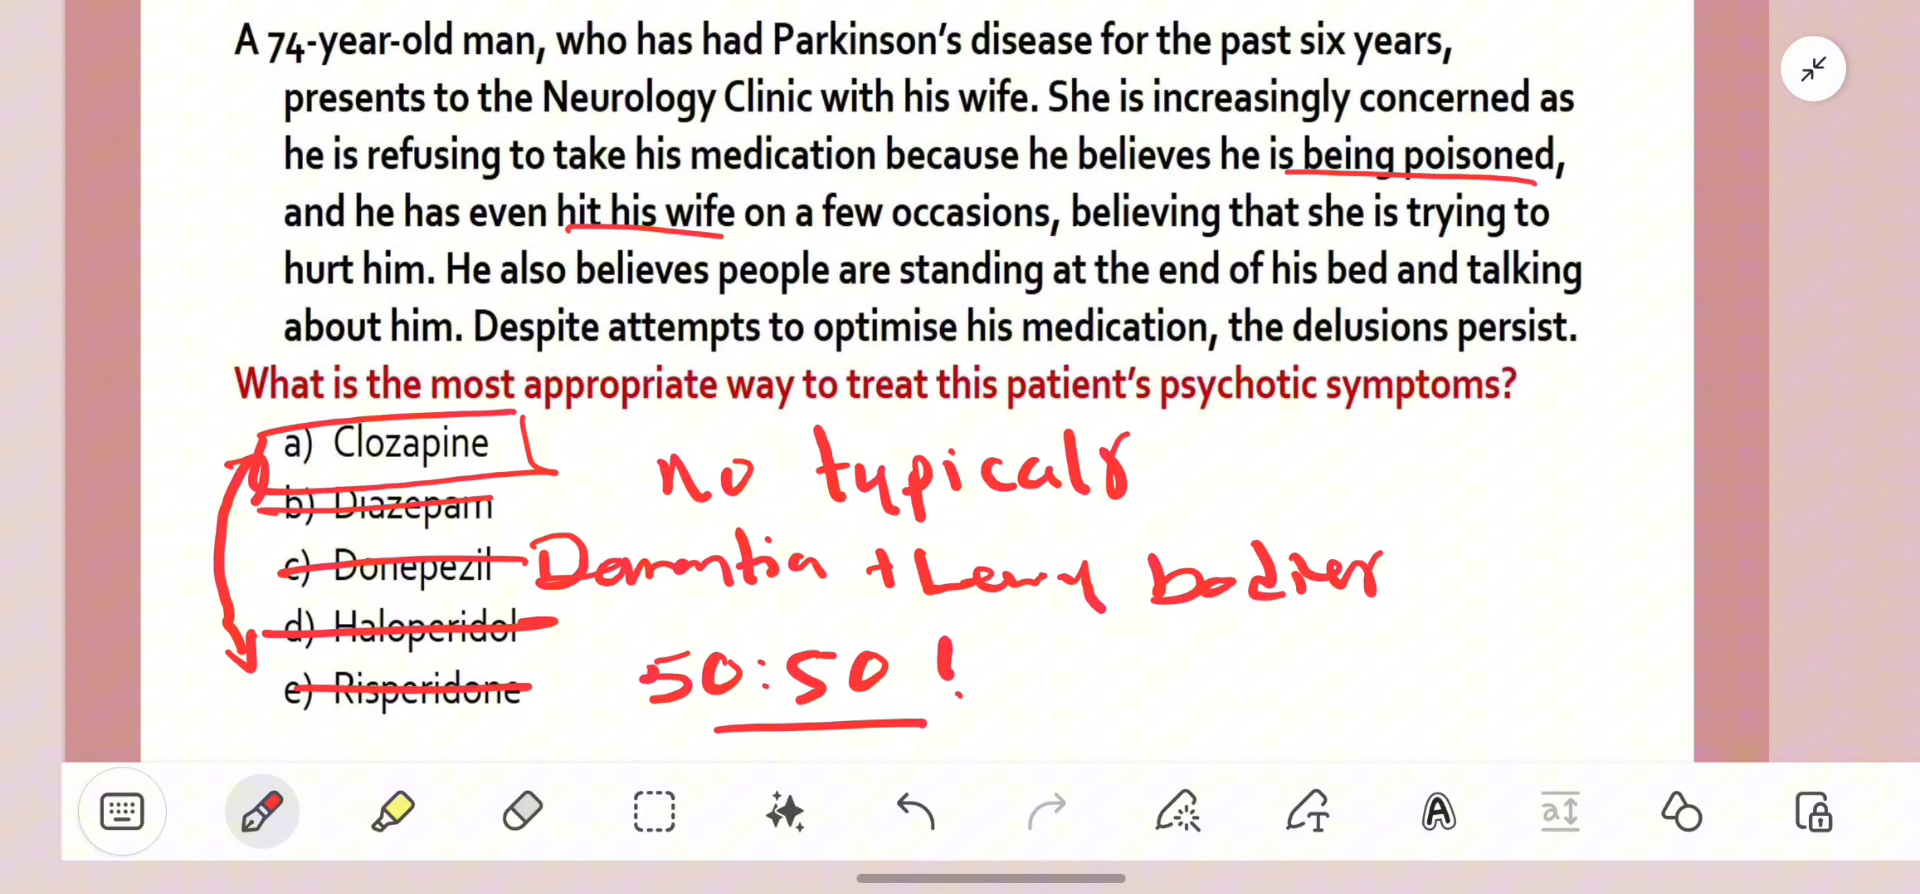 A 74-year-old man, who has had Parkinson's disease for the past six years,
presents to the Neurology Clinic with his wife. She is increasingly concerned as
he is refusing to take his medication because he believes he is being poisoned,
and he has even hit his wife on a few occasions, believing that she is trying to
hurt him. He also believes people are standing at the end of his bed and talking
about him. Despite attempts to optimise his medication, the delusions persist.
What is the most appropriate way to treat this patient's psychotic symptoms?
a) Clozapine
no typicals
b) Diazepam
c) Donepezil
Damantia + Lewy bodies
d) Haloperidol
50:50 !
e) Risperidone
A
T
a